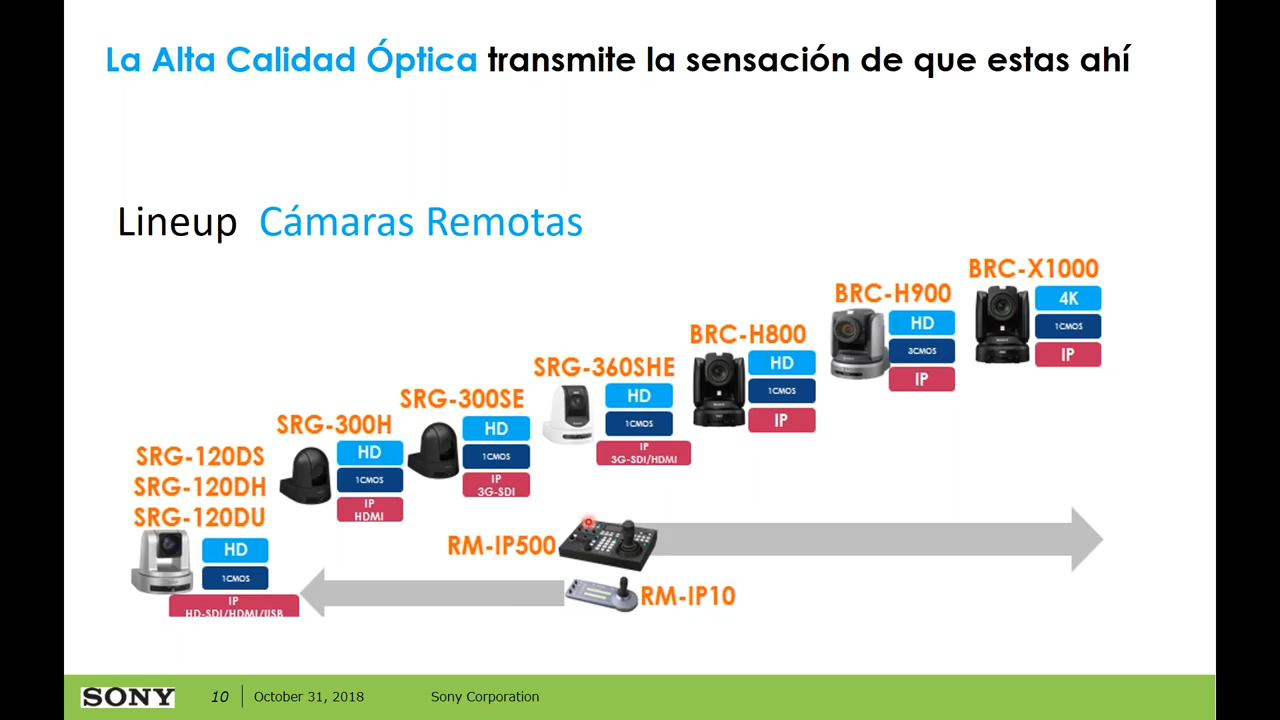 La Alta Calidad Óptica transmite la sensación de que estas ahí
Lineup Cámaras Remotas
BRC-X1000
4K
1CMOS
IP
BRC-H900
HD
3CMOS
IP
BRC-H800
HD
1CMOS
IP
SRG-360SHE
HD
1CMOS
IP
3G-SDI/HDMI
SRG-300SE
HD
1CMOS
IP
3G-SDI
SRG-300H
HD
1CMOS
IP
HDMI
SRG-120DS
SRG-120DH
SRG-120DU
HD
1CMOS
IP
HD-SDI/HDMI/USB
RM-IP500
RM-IP10
SONY 10 October 31, 2018 Sony Corporation